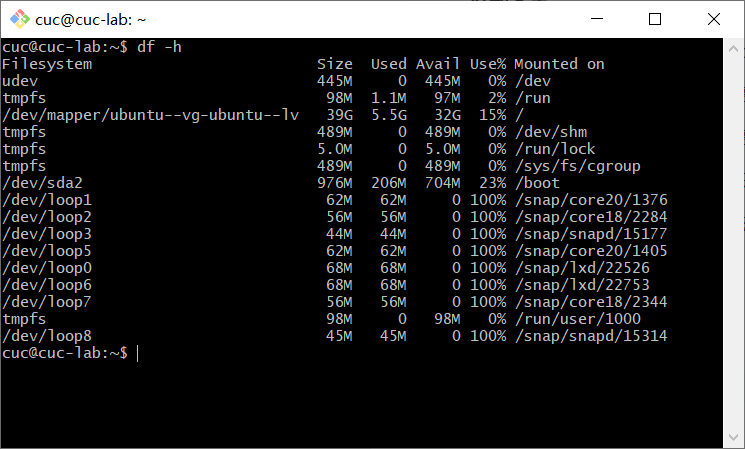 cuc@cuc-lab: ~
cuc@cuc-lab:~$ df -h
Filesystem                         Size  Used Avail Use% Mounted on
udev                               445M     0  445M   0% /dev
tmpfs                               98M  1.1M   97M   2% /run
/dev/mapper/ubuntu--vg-ubuntu--lv   39G  5.5G   32G  15% /
tmpfs                              489M     0  489M   0% /dev/shm
tmpfs                              5.0M     0  5.0M   0% /run/lock
tmpfs                              489M     0  489M   0% /sys/fs/cgroup
/dev/sda2                          976M  206M  704M  23% /boot
/dev/loop1                          62M   62M     0 100% /snap/core20/1376
/dev/loop2                          56M   56M     0 100% /snap/core18/2284
/dev/loop3                          44M   44M     0 100% /snap/snapd/15177
/dev/loop5                          62M   62M     0 100% /snap/core20/1405
/dev/loop0                          68M   68M     0 100% /snap/lxd/22526
/dev/loop6                          68M   68M     0 100% /snap/lxd/22753
/dev/loop7                          56M   56M     0 100% /snap/core18/2344
tmpfs                               98M     0   98M   0% /run/user/1000
/dev/loop8                          45M   45M     0 100% /snap/snapd/15314
cuc@cuc-lab:~$